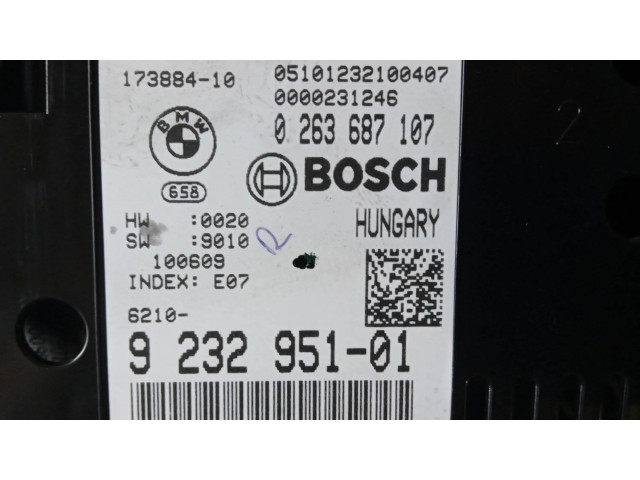 173884-10 05101232100407
0000231246
0 263 687 107
BMW
BOSCH
658
HW :0020
HUNGARY
SW :9010
R
100609
INDEX: E07
6210-
9 232 951-01
2